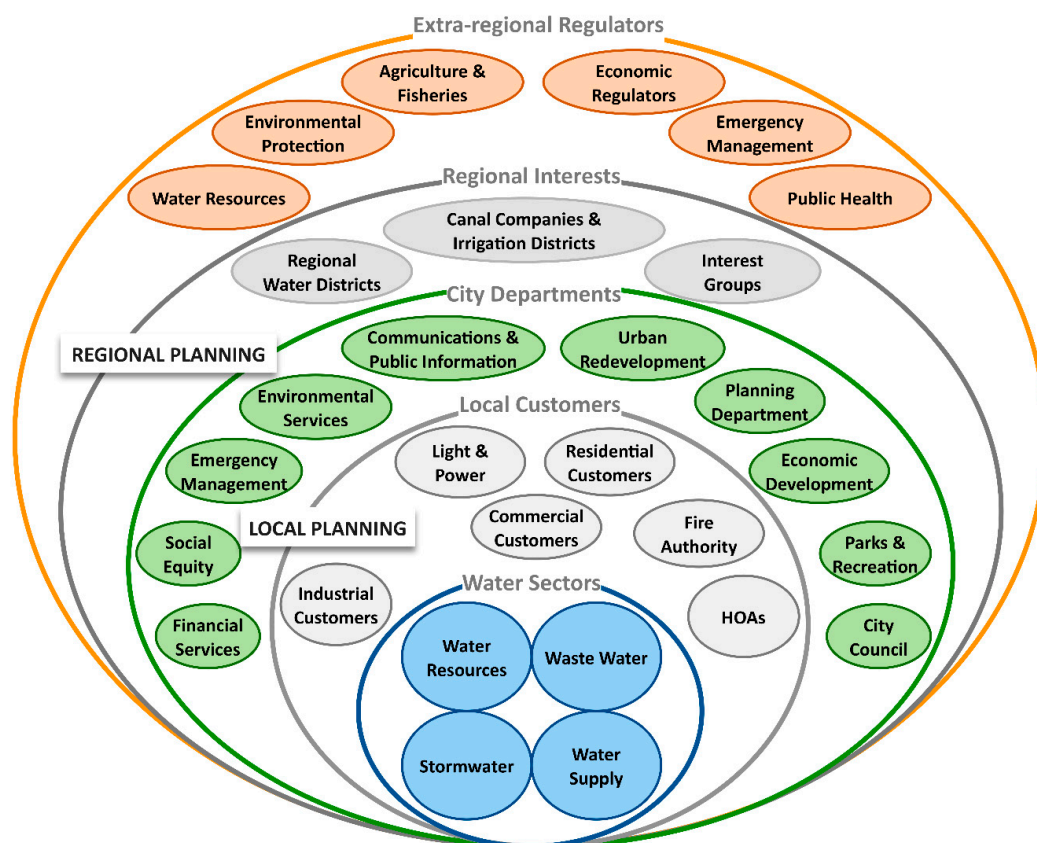 Extra-regional Regulators
Agriculture &
Fisheries
Economic
Regulators
Environmental
Protection
Emergency
Management
Water Resources
Public Health
Regional Interests
Canal Companies &
Irrigation Districts
Regional
Water Districts
Interest
Groups
City Departments
REGIONAL PLANNING
Communications &
Public Information
Urban
Redevelopment
Environmental
Services
Planning
Department
Local Customers
Emergency
Management
Light &
Power
Residential
Customers
Economic
Development
LOCAL PLANNING
Commercial
Customers
Fire
Authority
Social
Equity
Parks &
Recreation
Water Sectors
Industrial
Customers
HOAs
Financial
Services
City
Council
Water
Resources
Waste Water
Stormwater
Water
Supply